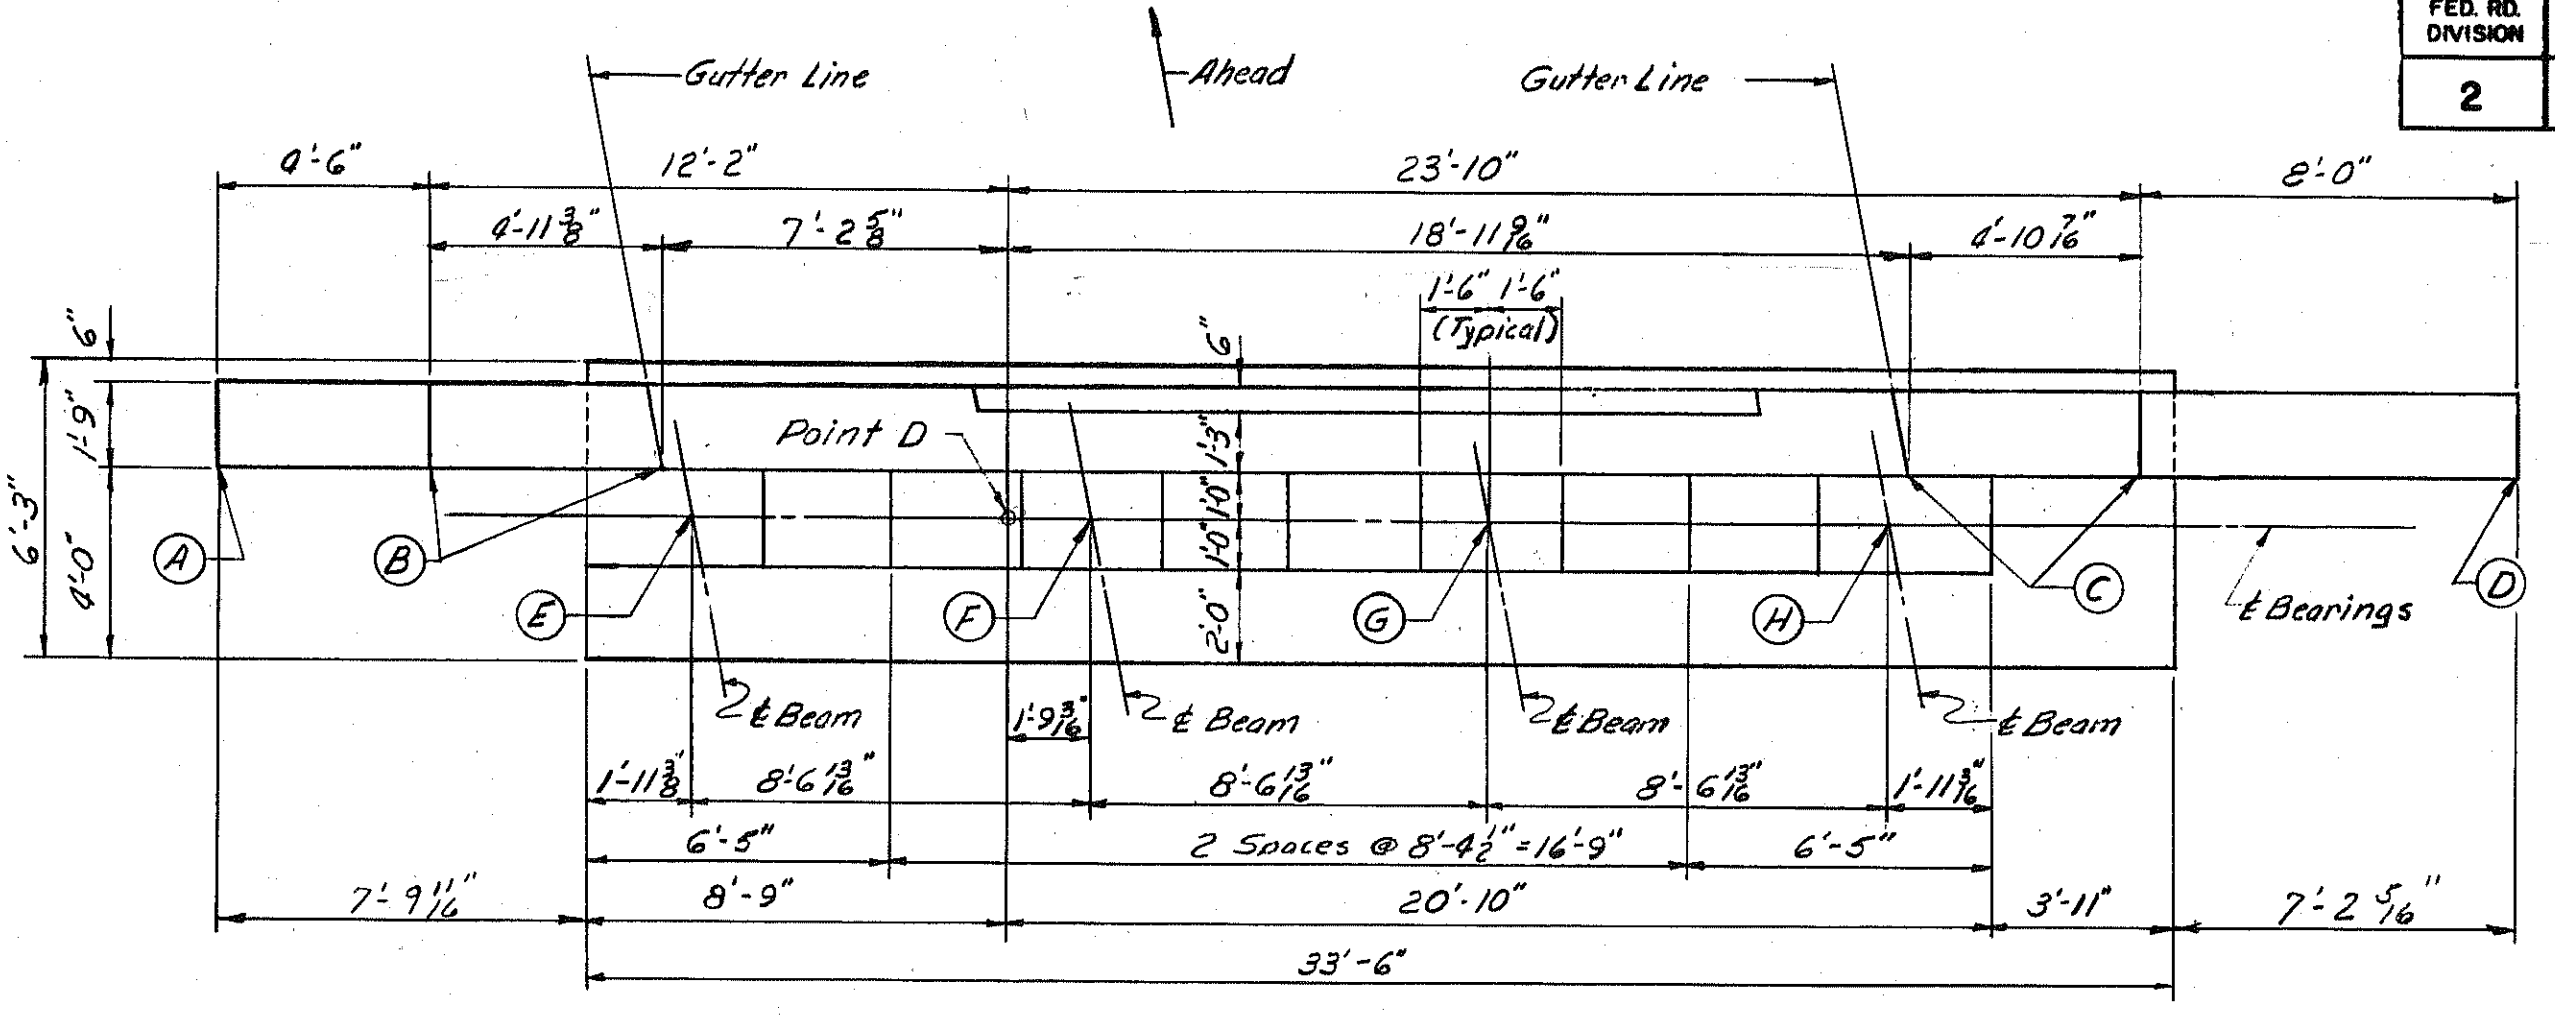 FED. RD.
DIVISION
2
Gutter Line
Ahead
Gutter Line
4'-6"
12'-2"
23'-10"
8'-0"
4'-11 3/8"
7'-2 5/8"
18'-11 9/16"
4'-10 7/16"
1'-6" 1'-6"
(Typical)
6"
6"
1'-9"
6'-3"
4'-0"
Point D
1'-3"
1'-0"
1'-0"
2'-0"
A
B
E
F
G
H
C
D
℄ Bearings
℄ Beam
℄ Beam
℄ Beam
℄ Beam
1'-9 3/16"
1'-11 3/8"
8'-6 13/16"
8'-6 13/16"
8'-6 13/16"
1'-11 3/16"
6'-5"
2 Spaces @ 8'-4 1/2" = 16'-9"
6'-5"
7'-9 11/16"
8'-9"
20'-10"
3'-11"
7'-2 5/16"
33'-6"